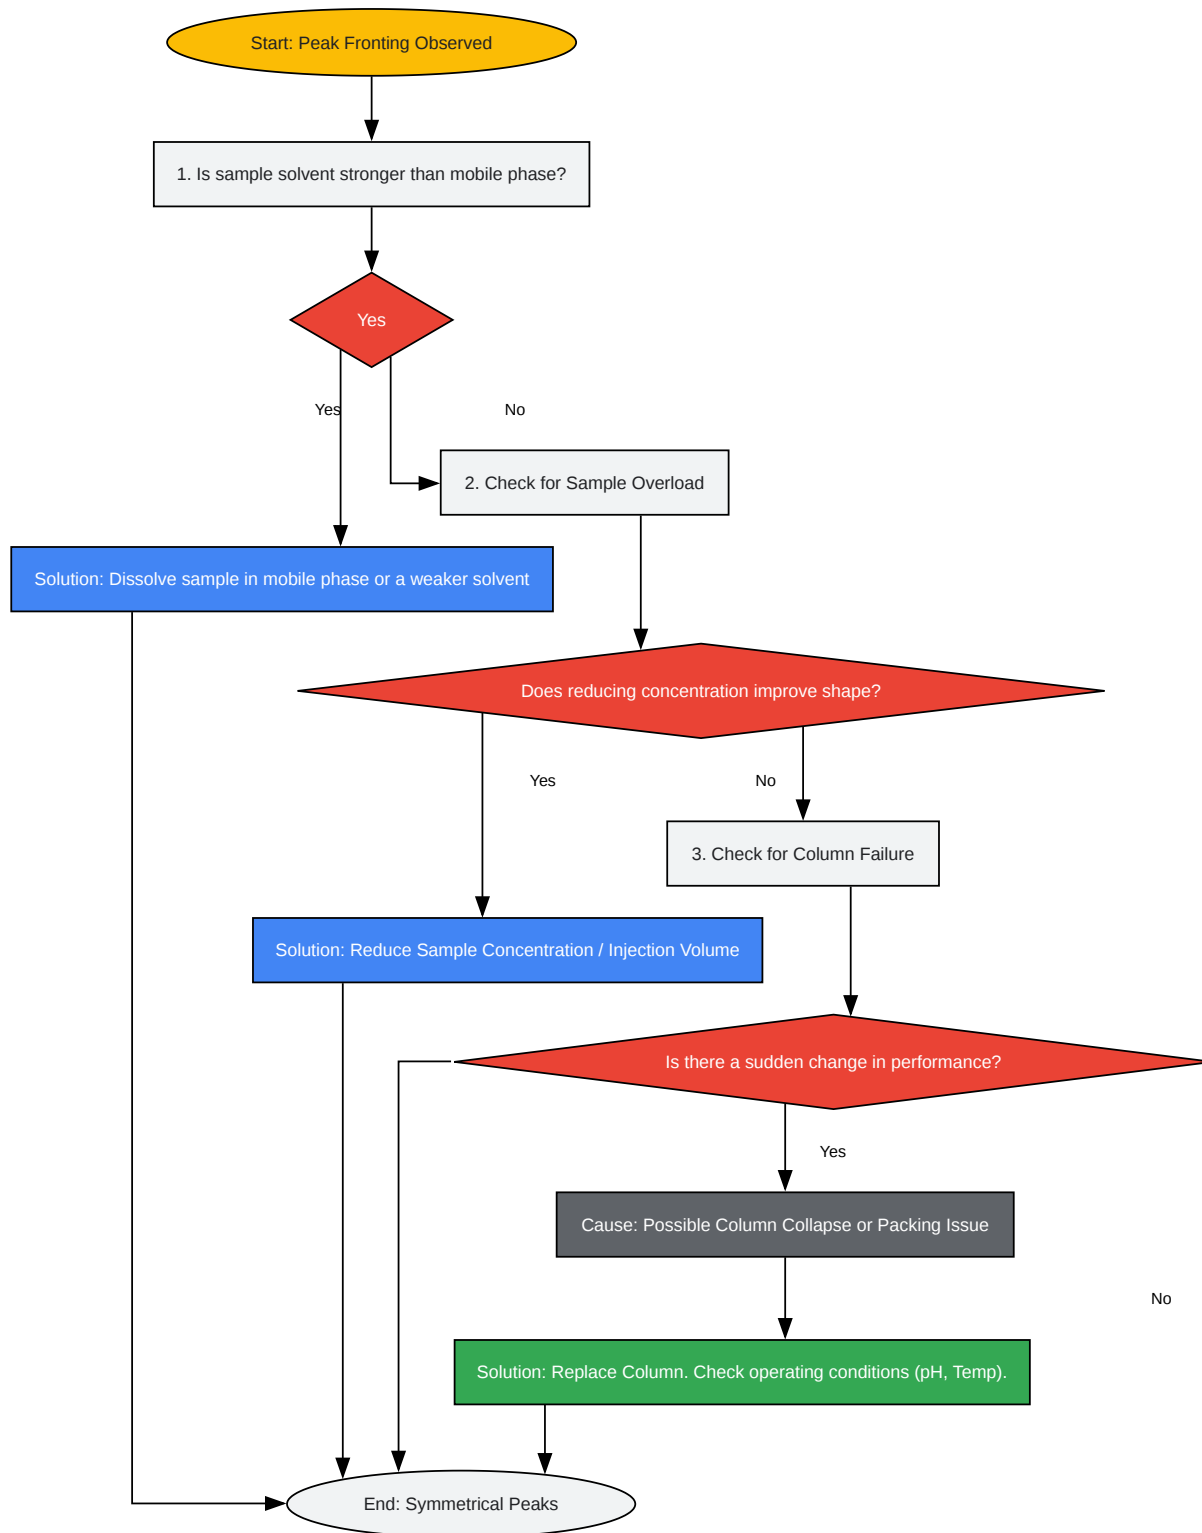 Start: Peak Fronting Observed
1. Is sample solvent stronger than mobile phase?
Yes
Yes
No
2. Check for Sample Overload
Solution: Dissolve sample in mobile phase or a weaker solvent
Does reducing concentration improve shape?
Yes
No
3. Check for Column Failure
Solution: Reduce Sample Concentration / Injection Volume
Is there a sudden change in performance?
Yes
Cause: Possible Column Collapse or Packing Issue
No
Solution: Replace Column. Check operating conditions (pH, Temp).
End: Symmetrical Peaks